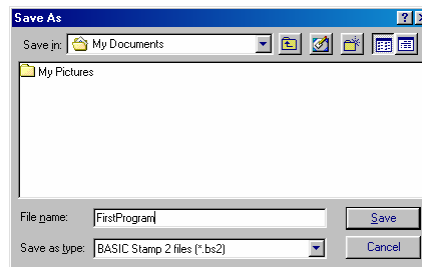 Save As
Save in: My Documents
My Pictures
File name: FirstProgram Save
Save as type: BASIC Stamp 2 files (*.bs2) Cancel